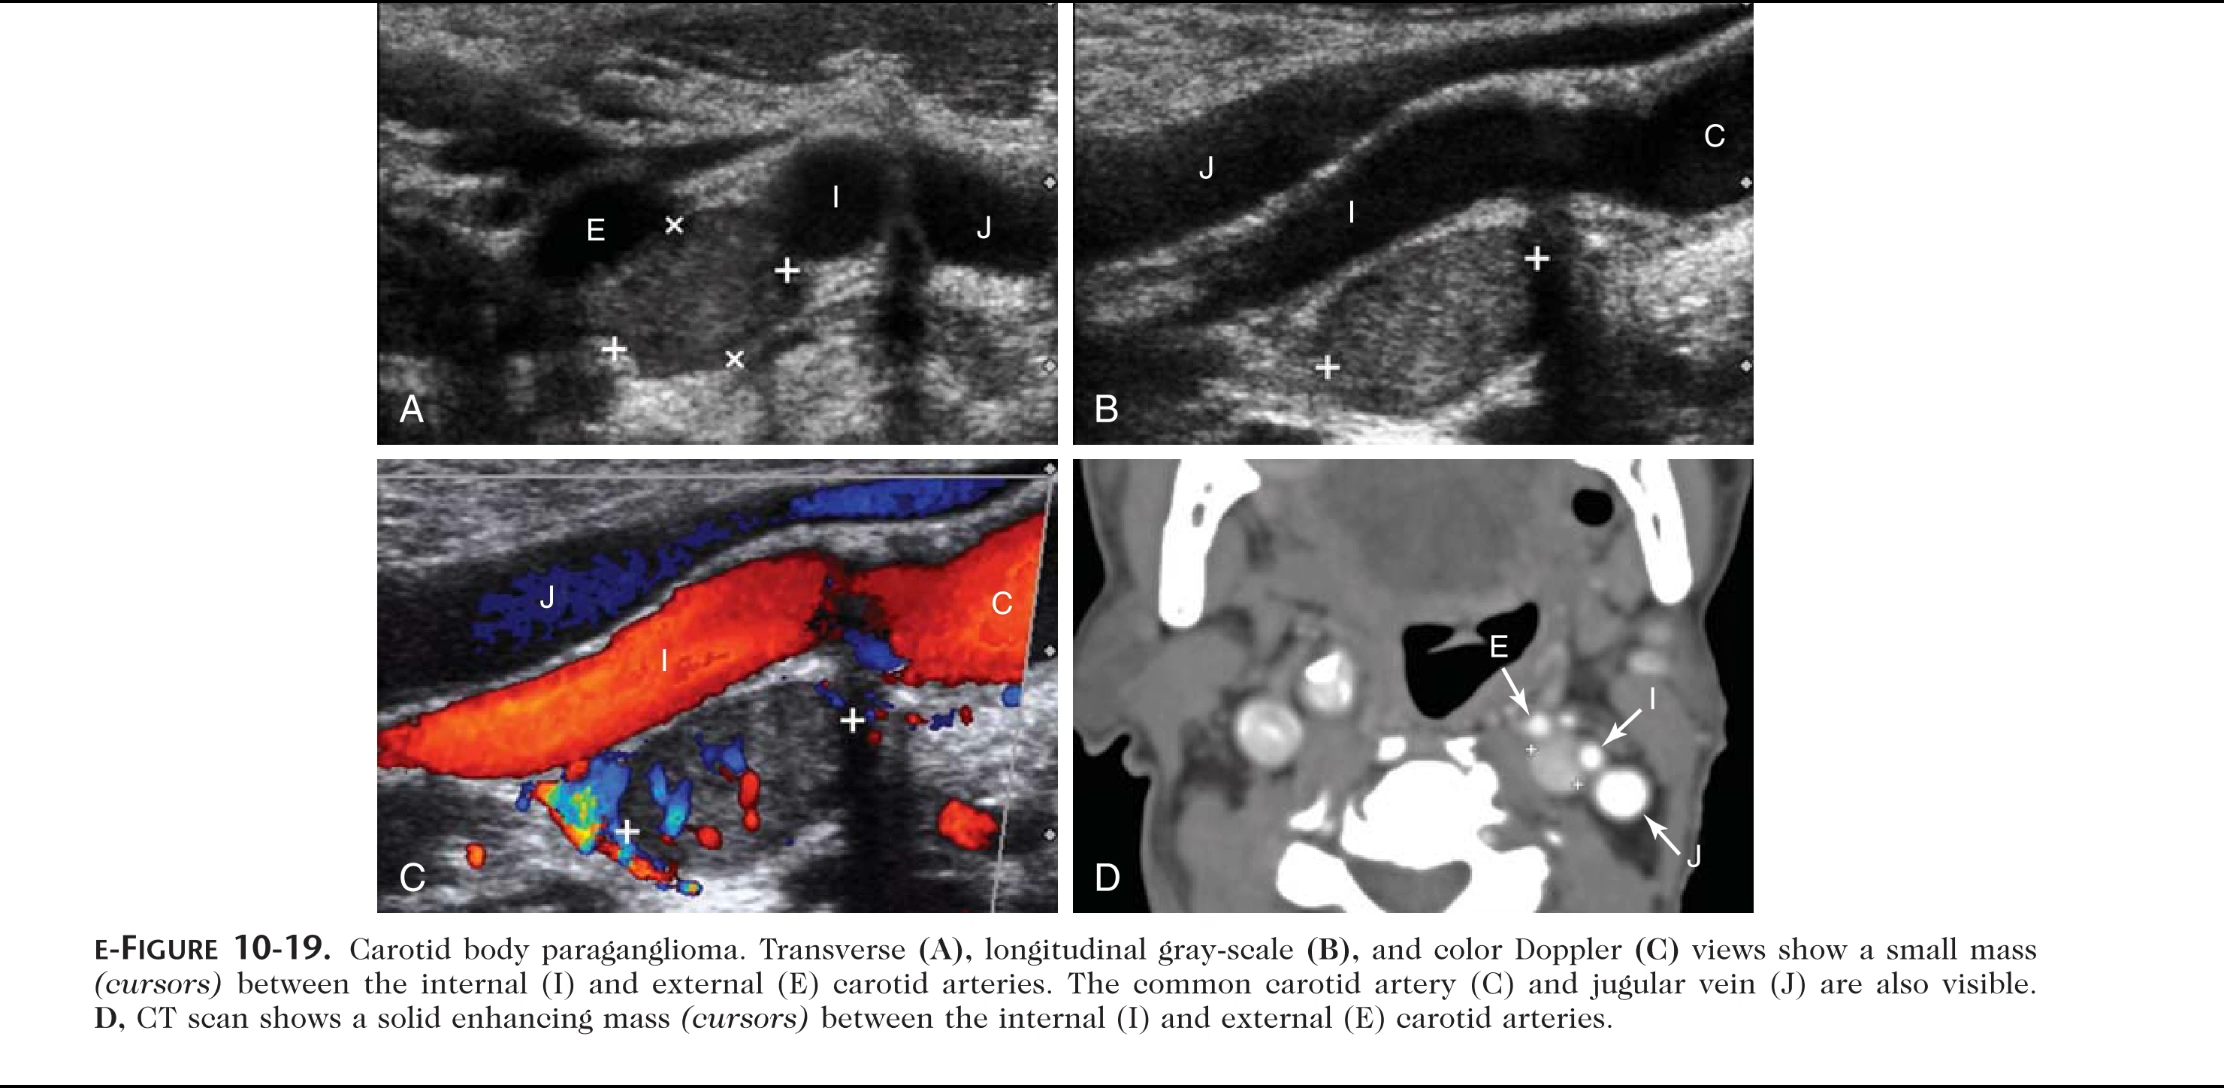 E
I
J
A
J
I
C
B
J
I
C
C
E
I
J
D
E-FIGURE 10-19. Carotid body paraganglioma. Transverse (A), longitudinal gray-scale (B), and color Doppler (C) views show a small mass
(cursors) between the internal (I) and external (E) carotid arteries. The common carotid artery (C) and jugular vein (J) are also visible.
D, CT scan shows a solid enhancing mass (cursors) between the internal (I) and external (E) carotid arteries.